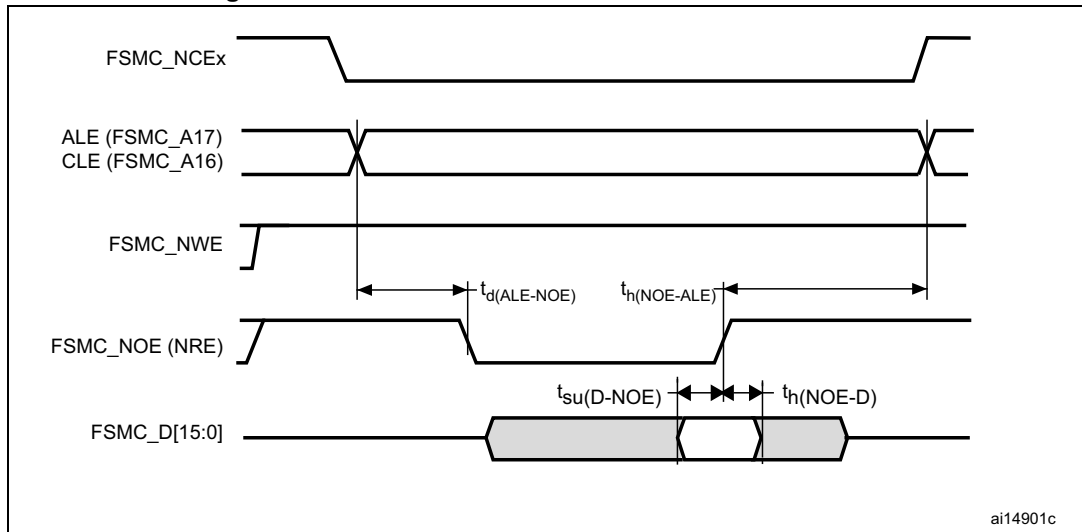 FSMC_NCEx
ALE (FSMC_A17)
CLE (FSMC_A16)
FSMC_NWE
td(ALE-NOE) th(NOE-ALE)
FSMC_NOE (NRE)
tsu(D-NOE) th(NOE-D)
FSMC_D[15:0]
ai14901c